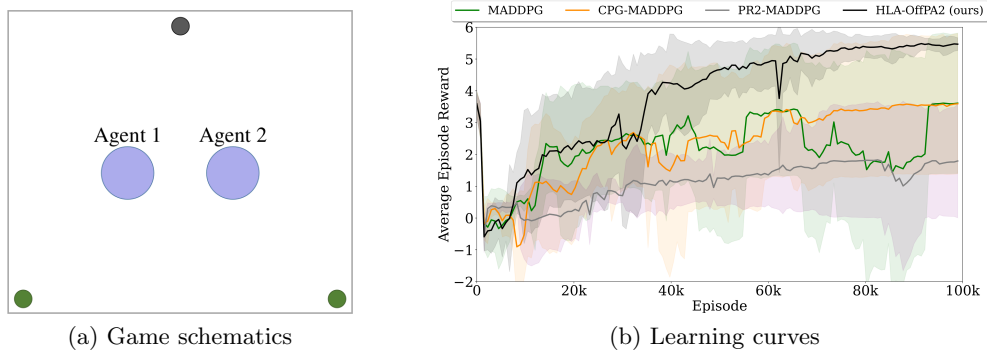 Agent 1 Agent 2
(a) Game schematics
MADDPG CPG-MADDPG PR2-MADDPG HLA-OffPA2 (ours)
Average Episode Reward
6
5
4
3
2
1
0
−1
−2
0 20k 40k 60k 80k 100k
Episode
(b) Learning curves